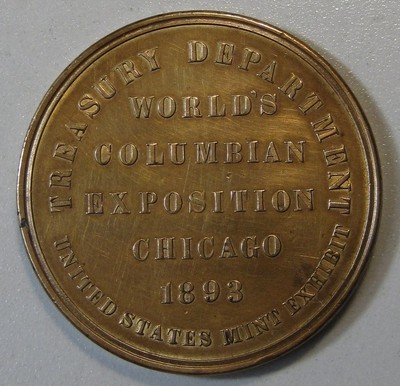 TREASURY DEPARTMENT
WORLD'S
COLUMBIAN
EXPOSITION
CHICAGO
1893
UNITED STATES MINT EXHIBIT